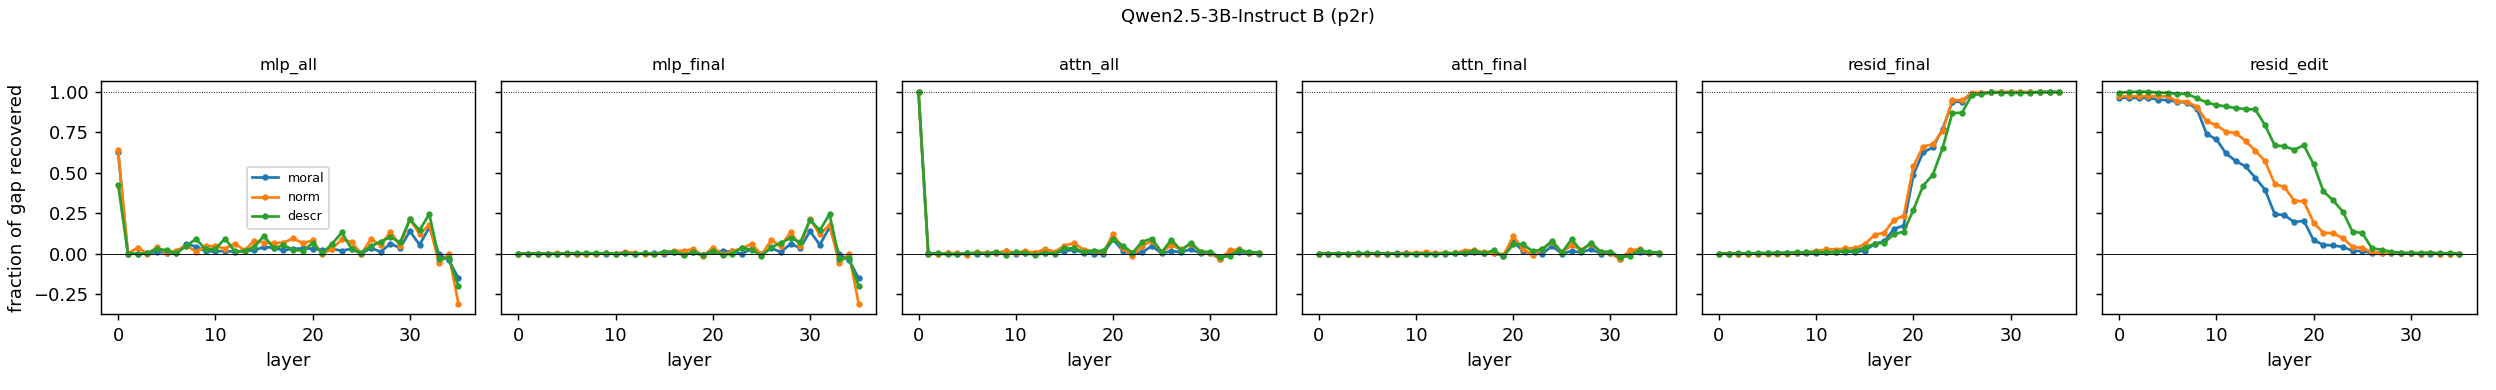 Qwen2.5-3B-Instruct B (p2r)
mlp_all mlp_final attn_all attn_final resid_final resid_edit
fraction of gap recovered
1.00
0.75
0.50
0.25
0.00
−0.25
moral
norm
descr
0 10 20 30 0 10 20 30 0 10 20 30 0 10 20 30 0 10 20 30 0 10 20 30
layer layer layer layer layer layer